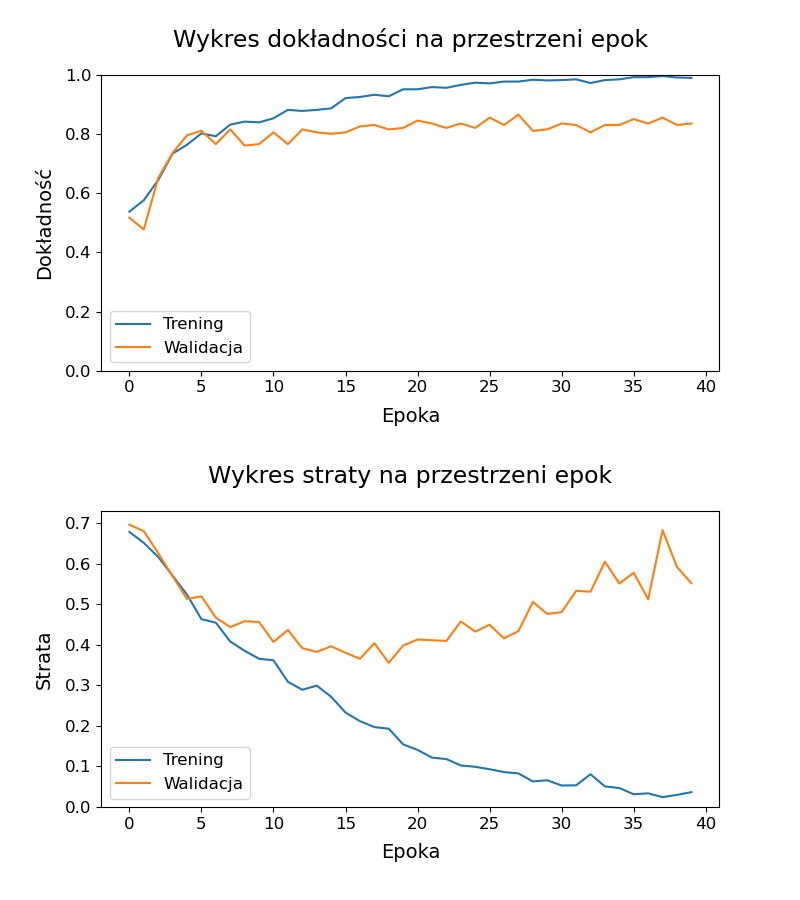 Wykres dokładności na przestrzeni epok
1.0
0.8
0.6
0.4
0.2
0.0
Dokładność
Trening
Walidacja
0 5 10 15 20 25 30 35 40
Epoka
Wykres straty na przestrzeni epok
0.7
0.6
0.5
0.4
0.3
0.2
0.1
0.0
Strata
Trening
Walidacja
0 5 10 15 20 25 30 35 40
Epoka